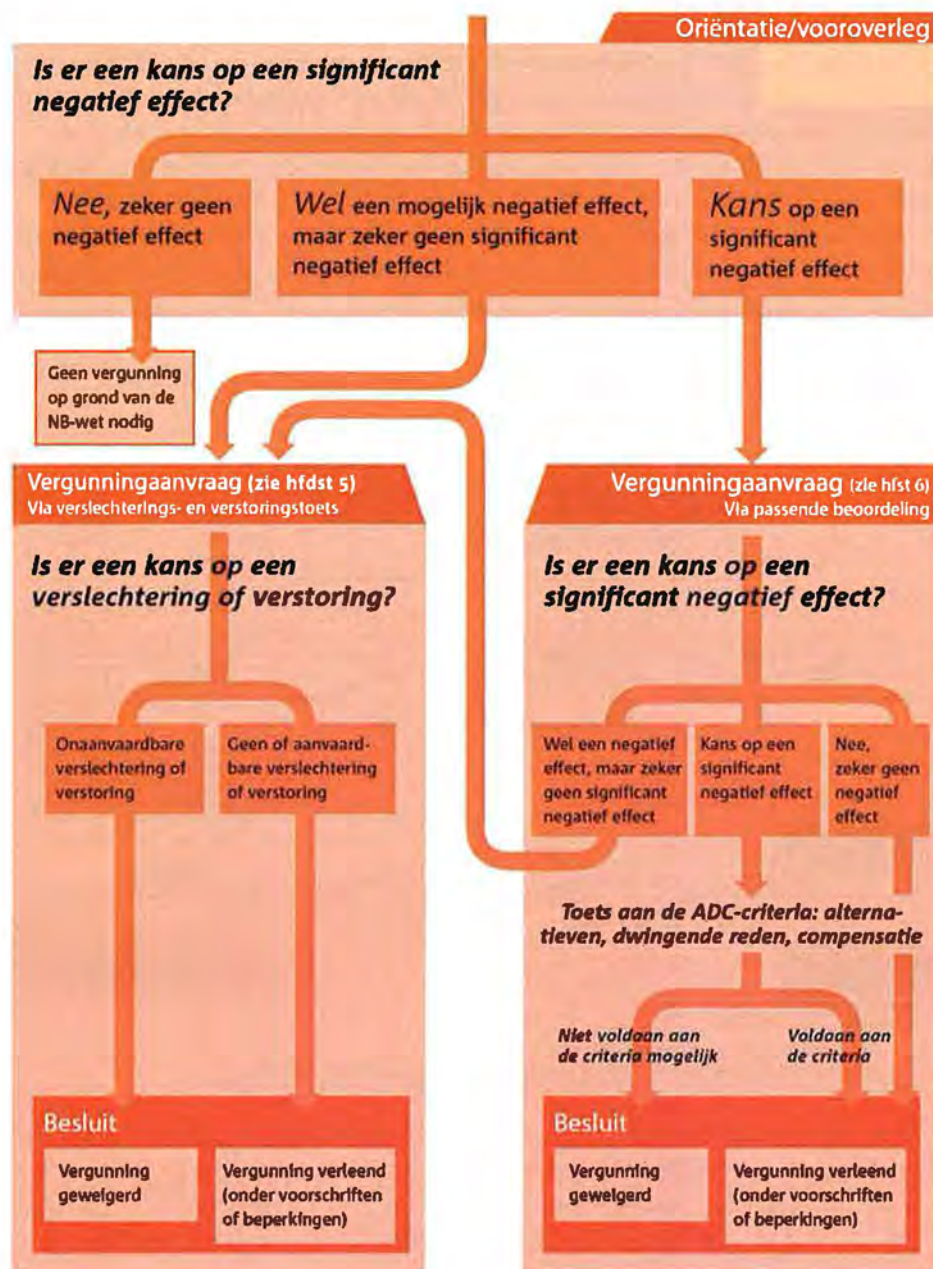 Oriëntatie/vooroverleg
Is er een kans op een significant
negatief effect?
Nee, zeker geen
negatief effect
Wel een mogelijk negatief effect,
maar zeker geen significant
negatief effect
Kans op een
significant
negatief effect
Geen vergunning
op grond van de
NB-wet nodig
Vergunningaanvraag (zie hfdst 5)
Via verslechterings- en verstoringstoets
Is er een kans op een
verslechtering of verstoring?
Onaanvaardbare
verslechtering of
verstoring
Geen of aanvaard-
bare verslechtering
of verstoring
Besluit
Vergunning
geweigerd
Vergunning verleend
(onder voorschriften
of beperkingen)
Vergunningaanvraag (zie hfst 6)
Via passende beoordeling
Is er een kans op een
significant negatief effect?
Wel een negatief
effect, maar zeker
geen significant
negatief effect
Kans op een
significant
negatief effect
Nee,
zeker geen
negatief
effect
Toets aan de ADC-criteria: alterna-
tieven, dwingende reden, compensatie
Niet voldaan aan
de criteria mogelijk
Voldaan aan
de criteria
Besluit
Vergunning
geweigerd
Vergunning verleend
(onder voorschriften
of beperkingen)